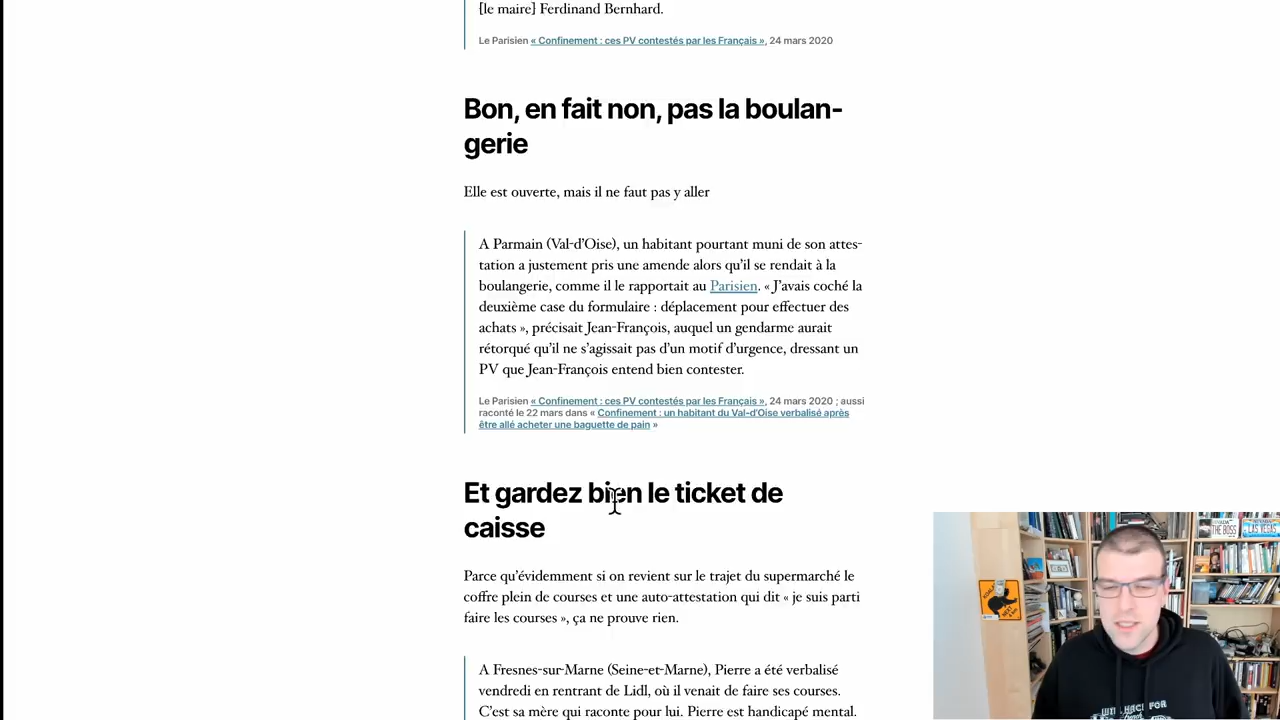 {le maire} Ferdinand Bernhard.
Le Parisien « Confinement : ces PV contestés par les Français », 24 mars 2020
Bon, en fait non, pas la boulan-
gerie
Elle est ouverte, mais il ne faut pas y aller
A Parmain (Val-d’Oise), un habitant pourtant muni de son attes-
tation a justement pris une amende alors qu’il se rendait à la
boulangerie, comme il le rapportait au Parisien. « J’avais coché la
deuxième case du formulaire : déplacement pour effectuer des
achats », précisait Jean-François, auquel un gendarme aurait
rétorqué qu’il ne s’agissait pas d’un motif d’urgence, dressant un
PV que Jean-François entend bien contester.
Le Parisien « Confinement : ces PV contestés par les Français », 24 mars 2020 ; aussi
raconté le 22 mars dans « Confinement : un habitant du Val-d’Oise verbalisé après
être allé acheter une baguette de pain »
Et gardez bien le ticket de
caisse
Parce qu’évidemment si on revient sur le trajet du supermarché le
coffre plein de courses et une auto-attestation qui dit « je suis parti
faire les courses », ça ne prouve rien.
A Fresnes-sur-Marne (Seine-et-Marne), Pierre a été verbalisé
vendredi en rentrant de Lidl, où il venait de faire ses courses.
C’est sa mère qui raconte pour lui. Pierre est handicapé mental.
THE BOSS
LAS VEGAS